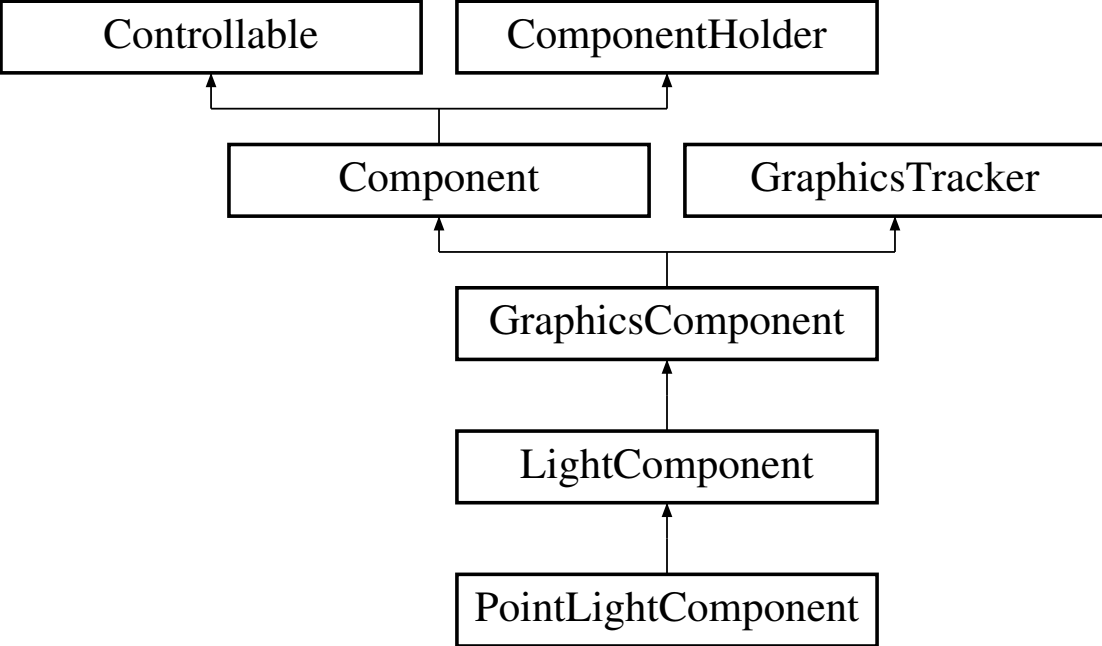 Controllable
ComponentHolder
Component
GraphicsTracker
GraphicsComponent
LightComponent
PointLightComponent